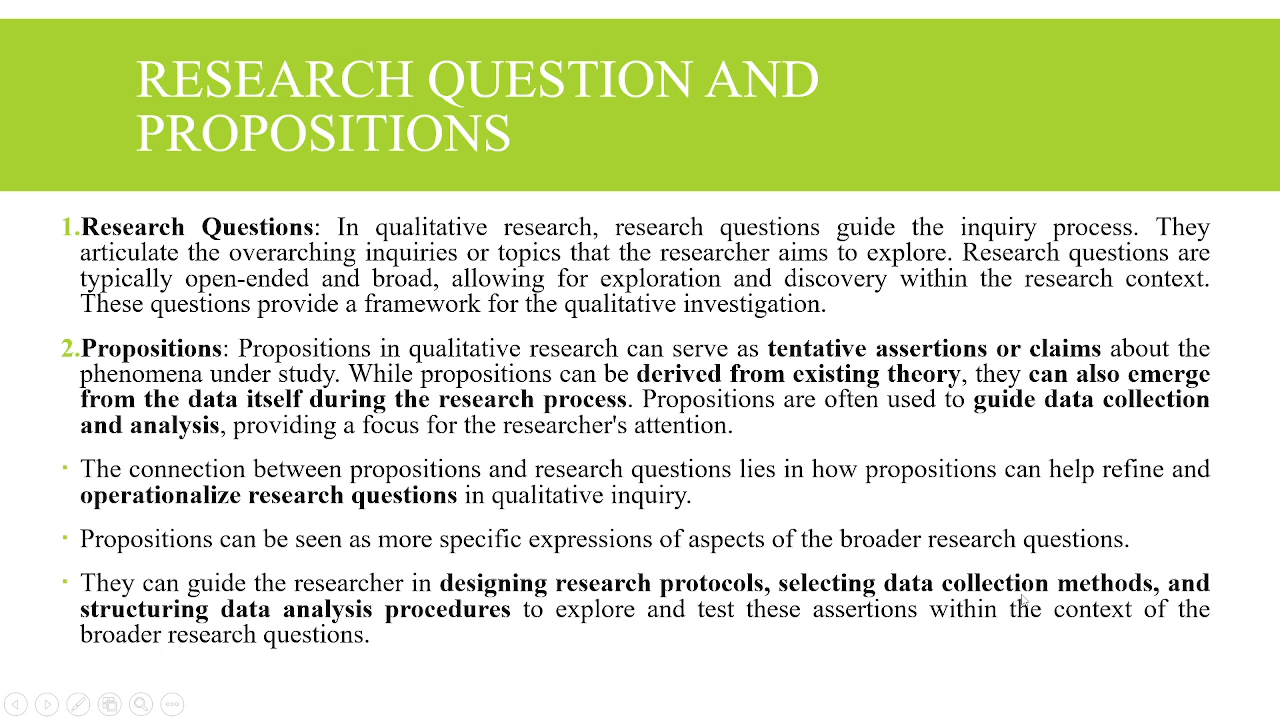 RESEARCH QUESTION AND
PROPOSITIONS
1.Research Questions: In qualitative research, research questions guide the inquiry process. They
articulate the overarching inquiries or topics that the researcher aims to explore. Research questions are
typically open-ended and broad, allowing for exploration and discovery within the research context.
These questions provide a framework for the qualitative investigation.
2.Propositions: Propositions in qualitative research can serve as tentative assertions or claims about the
phenomena under study. While propositions can be derived from existing theory, they can also emerge
from the data itself during the research process. Propositions are often used to guide data collection
and analysis, providing a focus for the researcher's attention.
▪ The connection between propositions and research questions lies in how propositions can help refine and
operationalize research questions in qualitative inquiry.
▪ Propositions can be seen as more specific expressions of aspects of the broader research questions.
▪ They can guide the researcher in designing research protocols, selecting data collection methods, and
structuring data analysis procedures to explore and test these assertions within the context of the
broader research questions.